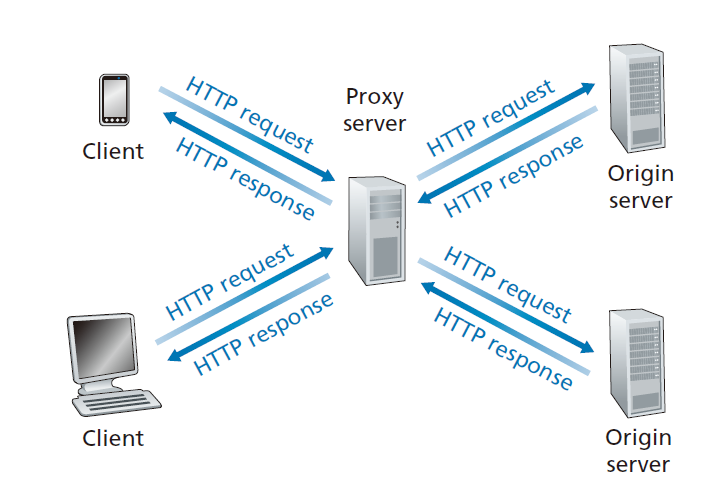 HTTP request
HTTP response
Client
Proxy
server
HTTP request
HTTP response
Origin
server
HTTP request
HTTP response
Client
HTTP request
HTTP response
Origin
server